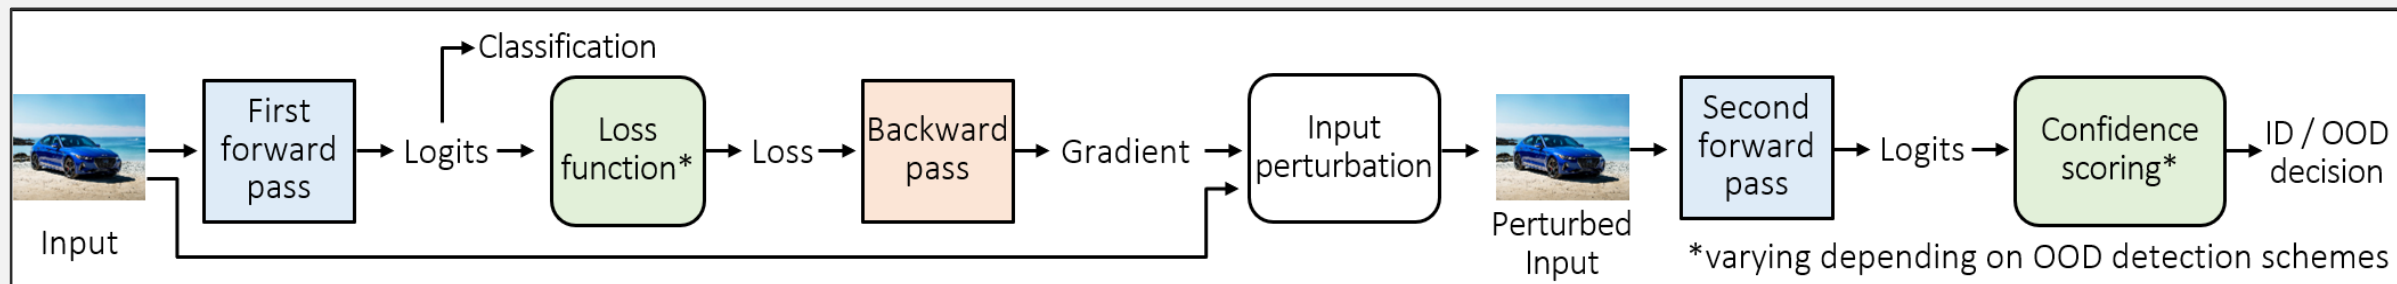 Input
First
forward
pass
Logits
Classification
Loss
function*
Loss
Backward
pass
Gradient
Input
perturbation
Perturbed
Input
Second
forward
pass
Logits
Confidence
scoring*
ID / OOD
decision
*varying depending on OOD detection schemes